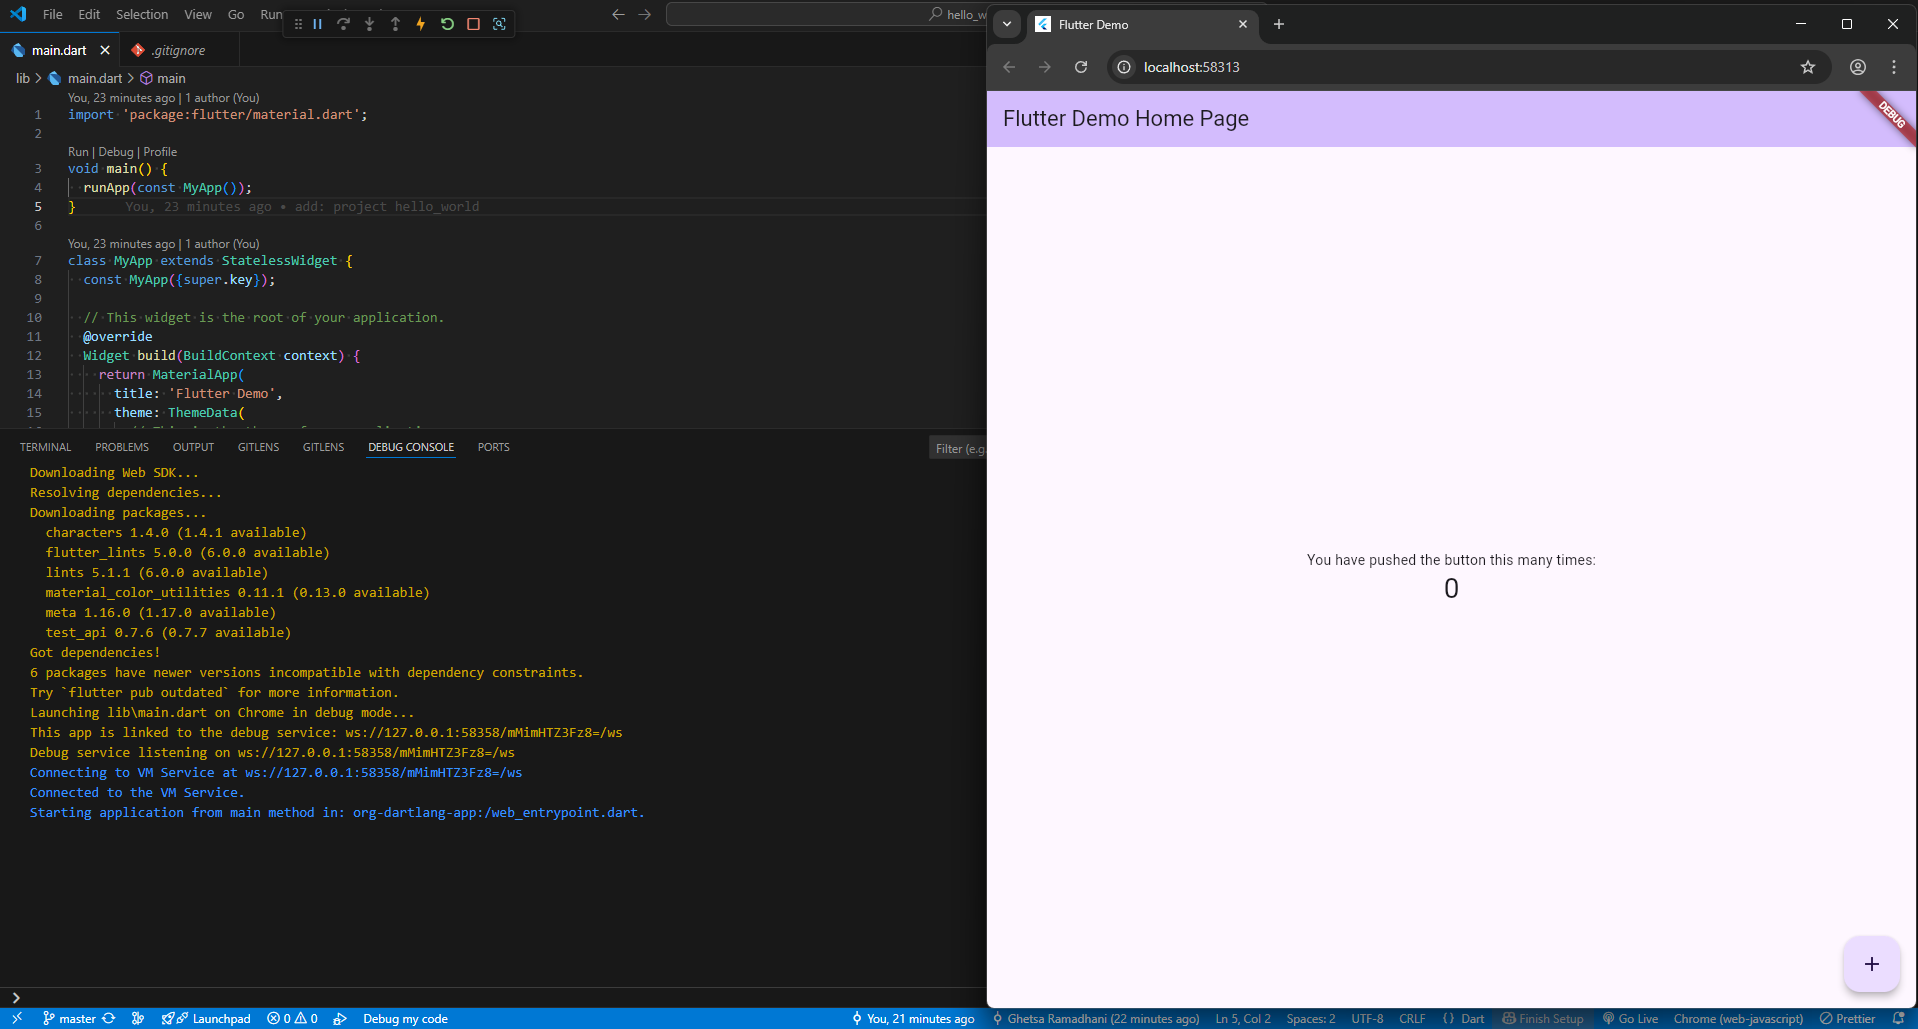 File Edit Selection View Go Run
hello_w
main.dart
.gitignore
lib > main.dart > main
You, 23 minutes ago | 1 author (You)
1 import 'package:flutter/material.dart';
2
Run | Debug | Profile
3 void main() {
4 runApp(const MyApp());
5 } You, 23 minutes ago • add: project hello_world
6
You, 23 minutes ago | 1 author (You)
7 class MyApp extends StatelessWidget {
8 const MyApp({super.key});
9
10 // This widget is the root of your application.
11 @override
12 Widget build(BuildContext context) {
13 return MaterialApp(
14 title: 'Flutter Demo',
15 theme: ThemeData(
TERMINAL PROBLEMS OUTPUT GITLENS GITLENS DEBUG CONSOLE PORTS
Filter (e.g.
Downloading Web SDK...
Resolving dependencies...
Downloading packages...
characters 1.4.0 (1.4.1 available)
flutter_lints 5.0.0 (6.0.0 available)
lints 5.1.1 (6.0.0 available)
material_color_utilities 0.11.1 (0.13.0 available)
meta 1.16.0 (1.17.0 available)
test_api 0.7.6 (0.7.7 available)
Got dependencies!
6 packages have newer versions incompatible with dependency constraints.
Try `flutter pub outdated` for more information.
Launching lib\main.dart on Chrome in debug mode...
This app is linked to the debug service: ws://127.0.0.1:58358/mMimHTZ3Fz8=/ws
Debug service listening on ws://127.0.0.1:58358/mMimHTZ3Fz8=/ws
Connecting to VM Service at ws://127.0.0.1:58358/mMimHTZ3Fz8=/ws
Connected to the VM Service.
Starting application from main method in: org-dartlang-app:/web_entrypoint.dart.
Flutter Demo
localhost:58313
Flutter Demo Home Page
DEBUG
You have pushed the button this many times:
0
master
Launchpad
0 0
Debug my code
You, 21 minutes ago
Ghetsa Ramadhani (22 minutes ago)
Ln 5, Col 2
Spaces: 2
UTF-8
CRLF
{ } Dart
Finish Setup
Go Live
Chrome (web-javascript)
Prettier